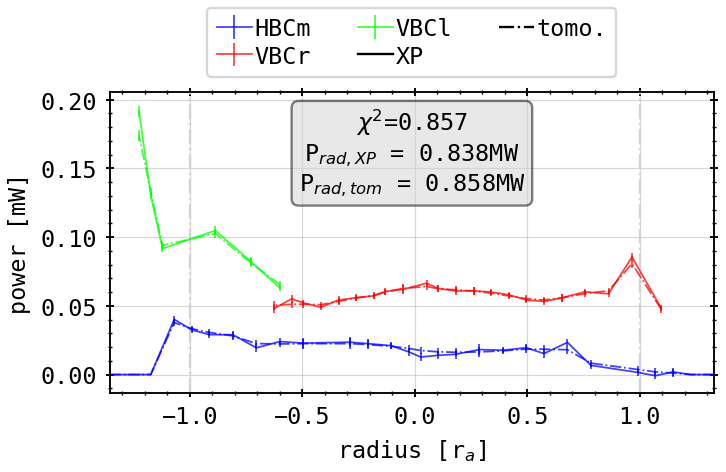 HBCm VBCl tomo.
VBCr XP
χ²=0.857
P_rad,XP = 0.838MW
P_rad,tom = 0.858MW
0.20
0.15
0.10
0.05
0.00
power [mW]
−1.0 −0.5 0.0 0.5 1.0
radius [r_a]